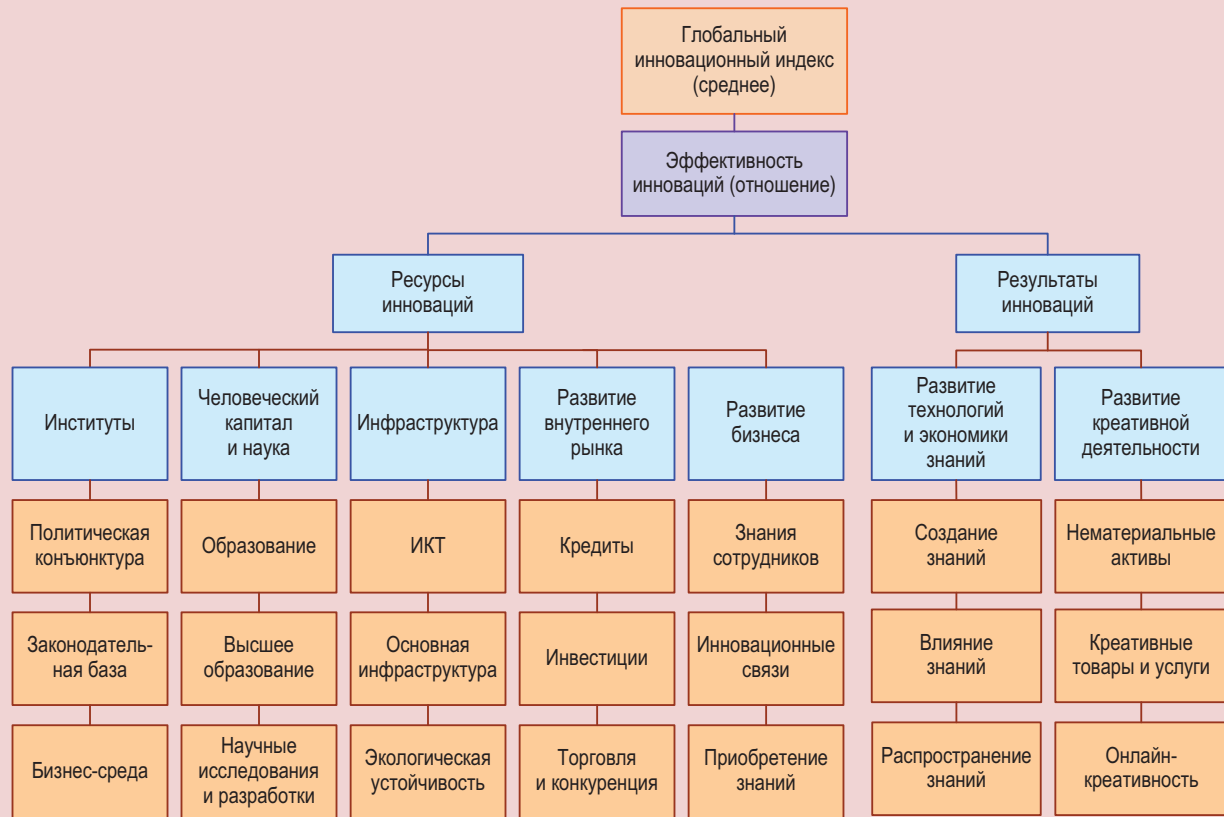 Глобальный
инновационный индекс
(среднее)
Эффективность
инноваций (отношение)
Ресурсы
инноваций
Результаты
инноваций
Институты
Человеческий
капитал
и наука
Инфраструктура
Развитие
внутреннего
рынка
Развитие
бизнеса
Развитие
технологий
и экономики
знаний
Развитие
креативной
деятельности
Политическая
конъюнктура
Образование
ИКТ
Кредиты
Знания
сотрудников
Создание
знаний
Нематериальные
активы
Законодатель-
ная база
Высшее
образование
Основная
инфраструктура
Инвестиции
Инновационные
связи
Влияние
знаний
Креативные
товары и услуги
Бизнес-среда
Научные
исследования
и разработки
Экологическая
устойчивость
Торговля
и конкуренция
Приобретение
знаний
Распространение
знаний
Онлайн-
креативность